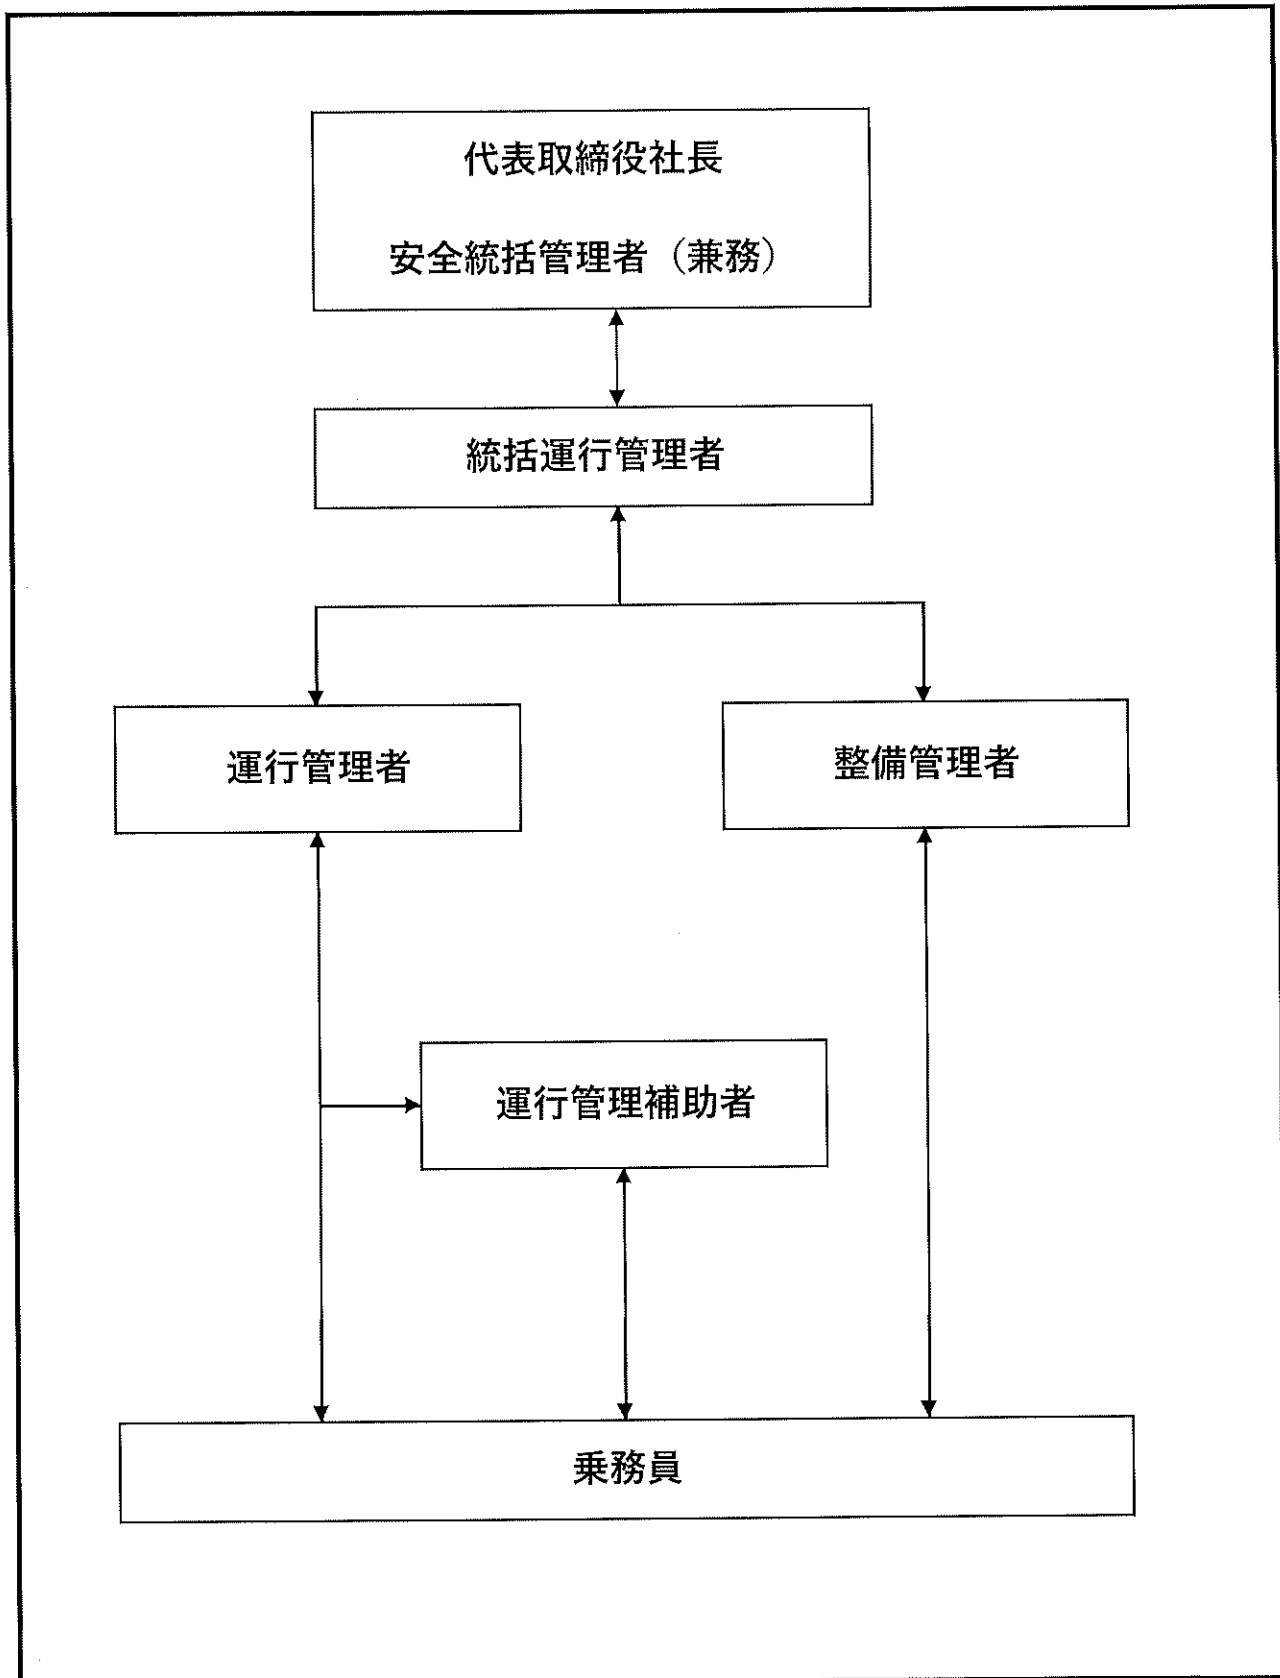 代表取締役社長
安全統括管理者（兼務）
統括運行管理者
運行管理者
整備管理者
運行管理補助者
乗務員